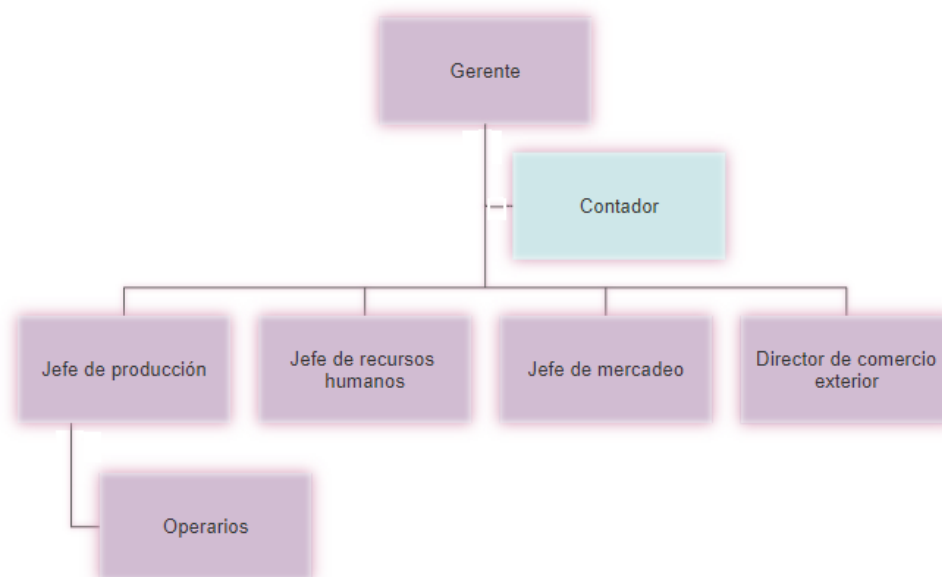 Gerente
Contador
Jefe de producción
Jefe de recursos
humanos
Jefe de mercadeo
Director de comercio
exterior
Operarios